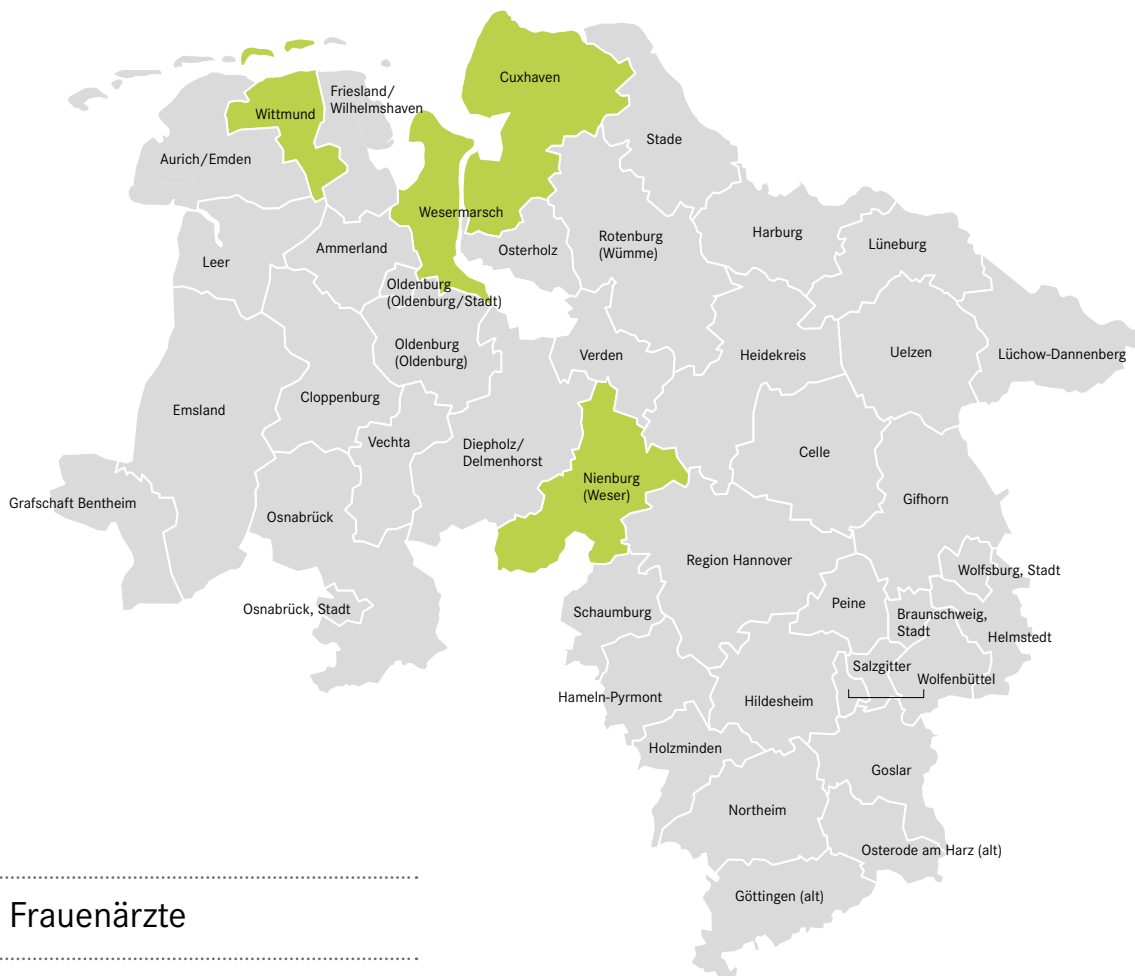 Cuxhaven
Friesland/
Wilhelmshaven
Wittmund
Stade
Aurich/Emden
Wesermarsch
Harburg
Rotenburg
(Wümme)
Lüneburg
Ammerland
Osterholz
Leer
Oldenburg
(Oldenburg/Stadt)
Oldenburg
(Oldenburg)
Verden
Heidekreis
Uelzen
Lüchow-Dannenberg
Cloppenburg
Emsland
Vechta
Diepholz/
Delmenhorst
Celle
Nienburg
(Weser)
Gifhorn
Grafschaft Bentheim
Osnabrück
Region Hannover
Wolfsburg, Stadt
Osnabrück, Stadt
Schaumburg
Peine
Braunschweig,
Stadt
Helmstedt
Salzgitter
Wolfenbüttel
Hameln-Pyrmont
Hildesheim
Holzminden
Goslar
Northeim
Osterode am Harz (alt)
Göttingen (alt)
Frauenärzte